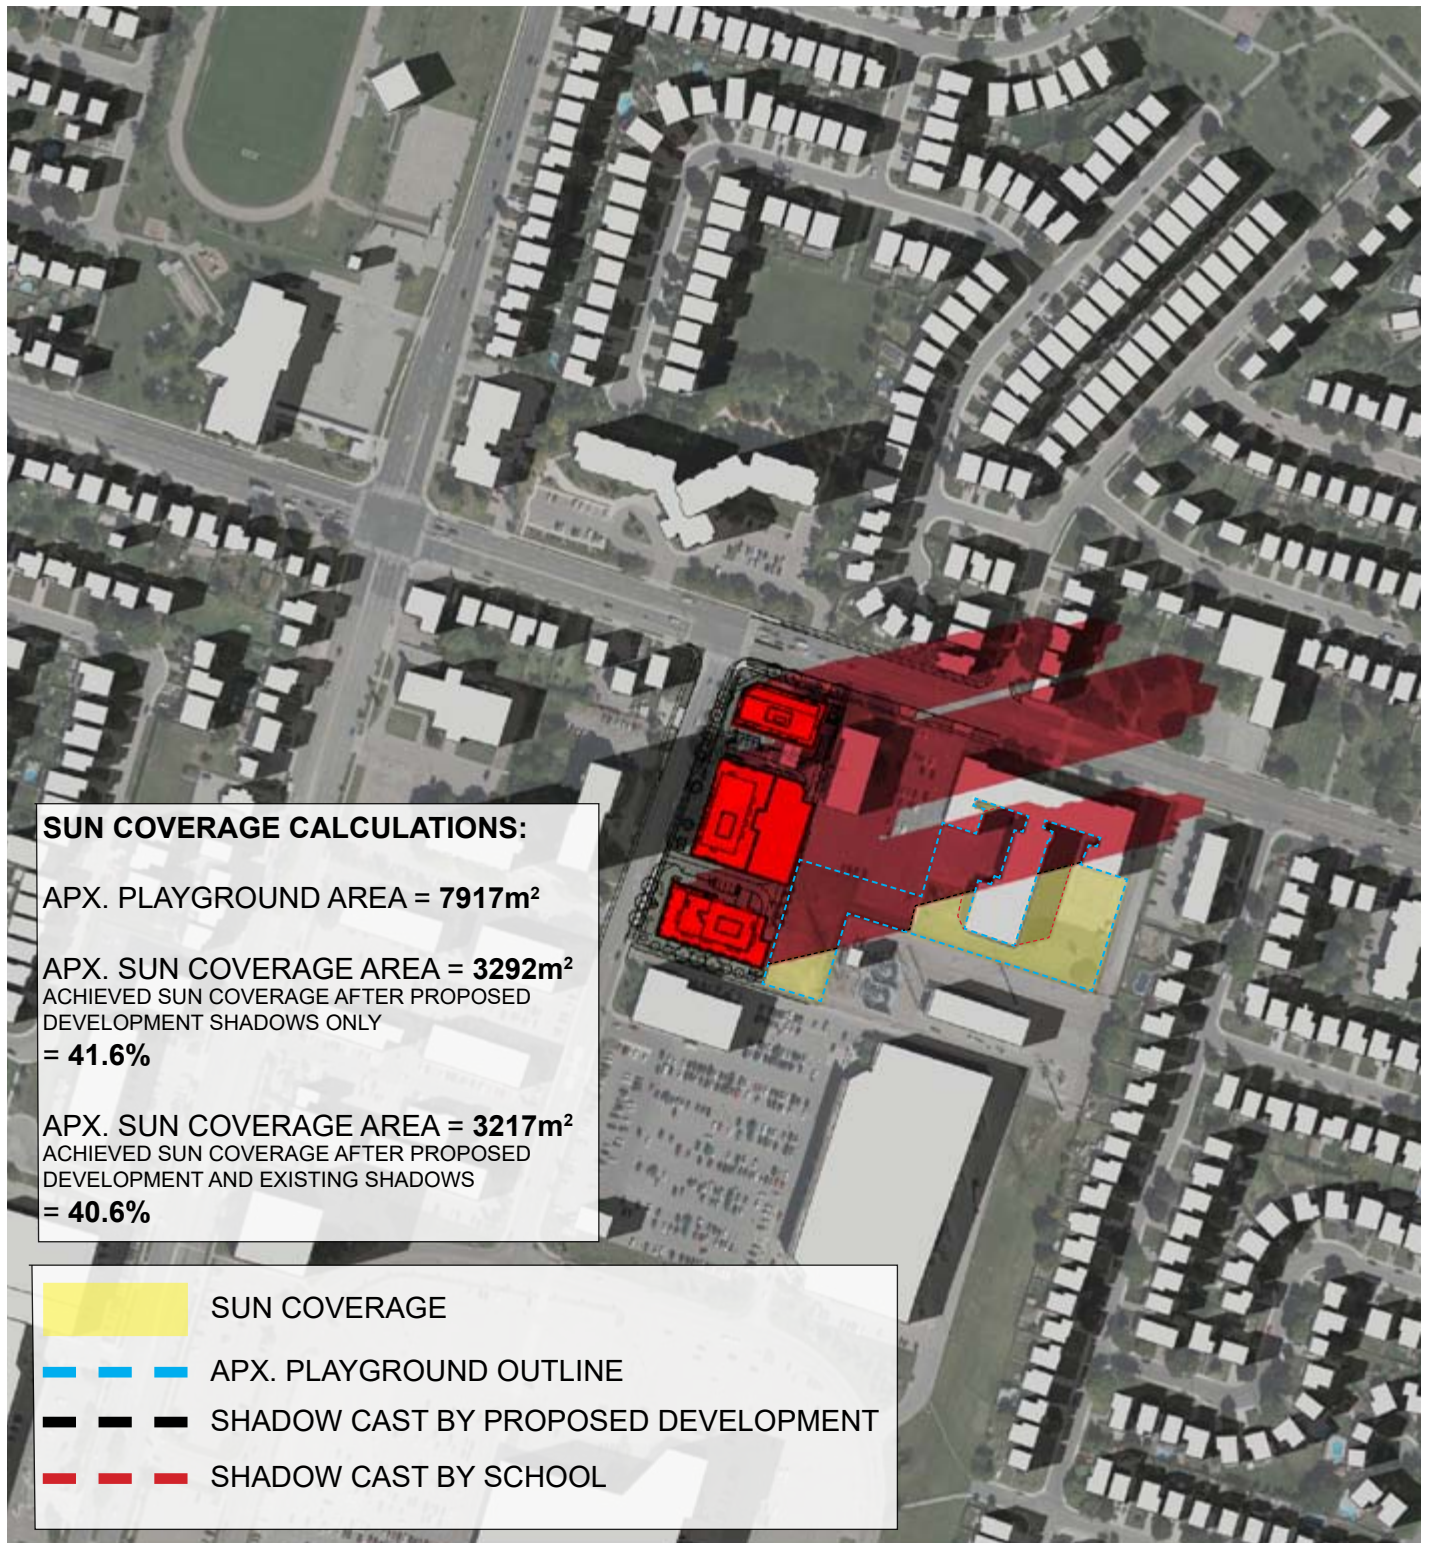 SUN COVERAGE CALCULATIONS:
APX. PLAYGROUND AREA = 7917m²
APX. SUN COVERAGE AREA = 3292m²
ACHIEVED SUN COVERAGE AFTER PROPOSED
DEVELOPMENT SHADOWS ONLY
= 41.6%
APX. SUN COVERAGE AREA = 3217m²
ACHIEVED SUN COVERAGE AFTER PROPOSED
DEVELOPMENT AND EXISTING SHADOWS
= 40.6%
SUN COVERAGE
APX. PLAYGROUND OUTLINE
SHADOW CAST BY PROPOSED DEVELOPMENT
SHADOW CAST BY SCHOOL